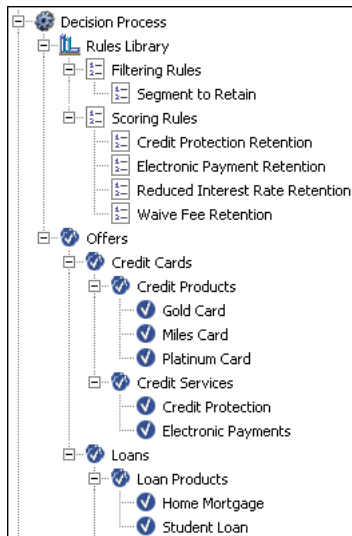 Decision Process
Rules Library
Filtering Rules
Segment to Retain
Scoring Rules
Credit Protection Retention
Electronic Payment Retention
Reduced Interest Rate Retention
Waive Fee Retention
Offers
Credit Cards
Credit Products
Gold Card
Miles Card
Platinum Card
Credit Services
Credit Protection
Electronic Payments
Loans
Loan Products
Home Mortgage
Student Loan